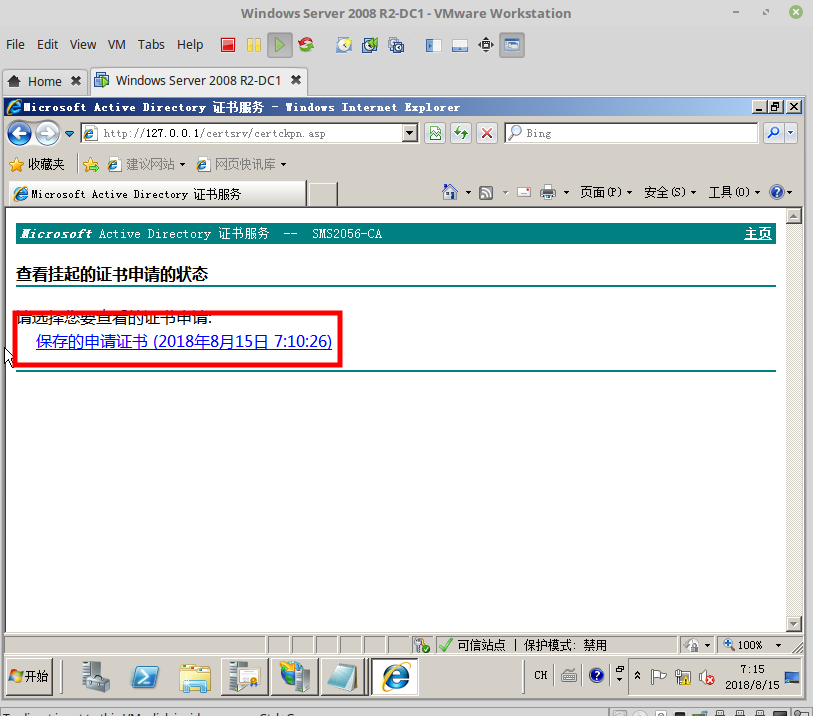 Windows Server 2008 R2-DC1 - VMware Workstation
File Edit View VM Tabs Help
Home
Windows Server 2008 R2-DC1
Microsoft Active Directory 证书服务 - Windows Internet Explorer
http://127.0.0.1/certsrv/certckpn.asp
Bing
收藏夹 建议网站 网页快讯库
Microsoft Active Directory 证书服务
页面(P) 安全(S) 工具(O)
Microsoft Active Directory 证书服务 -- SMS2056-CA 主页
查看挂起的证书申请的状态
请选择您要查看的证书申请:
保存的申请证书 (2018年8月15日 7:10:26)
可信站点 | 保护模式: 禁用 100%
开始
CH
7:15
2018/8/15